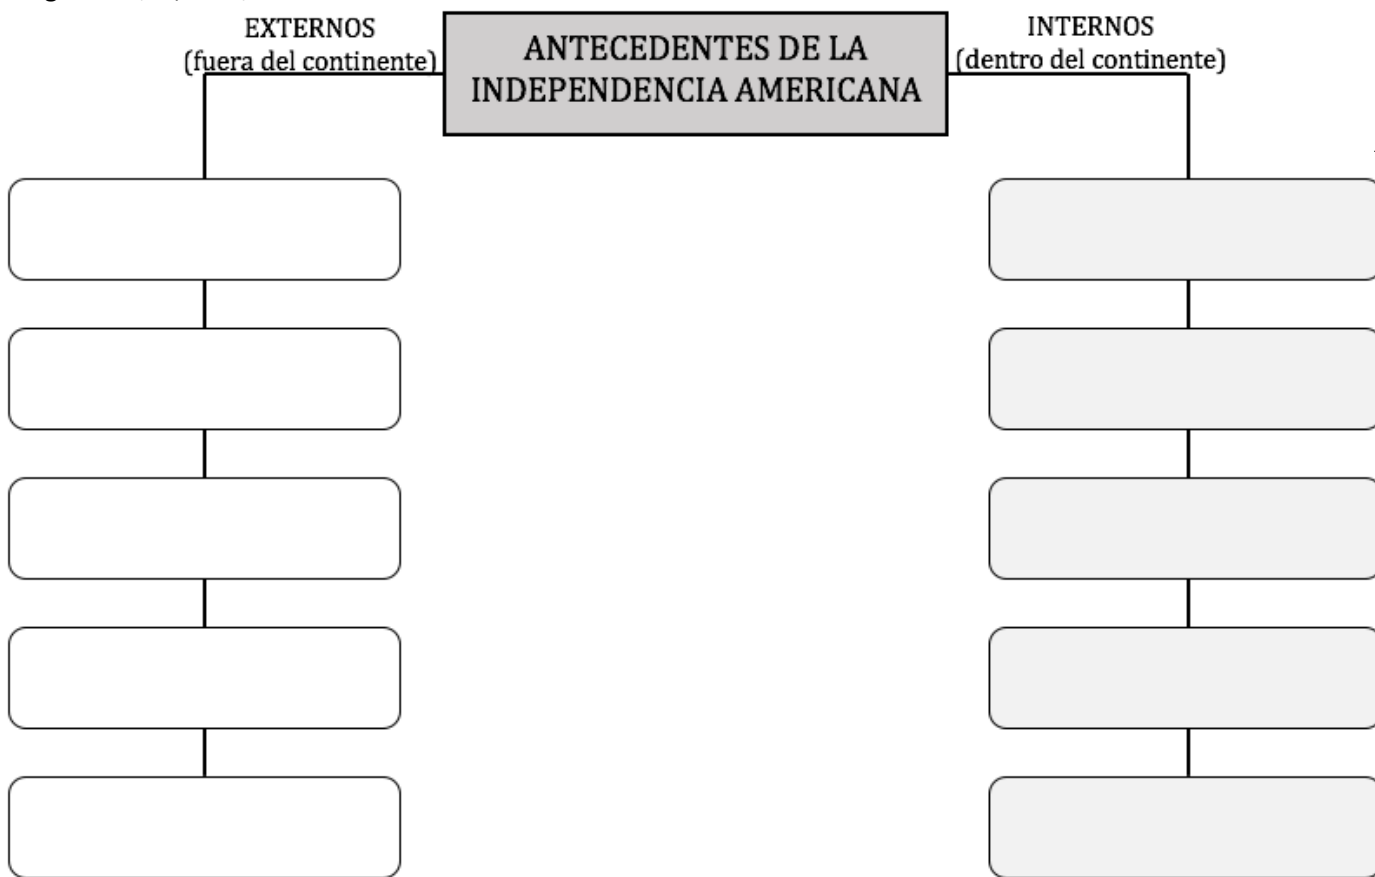 EXTERNOS
(fuera del continente)
ANTECEDENTES DE LA
INDEPENDENCIA AMERICANA
INTERNOS
(dentro del continente)